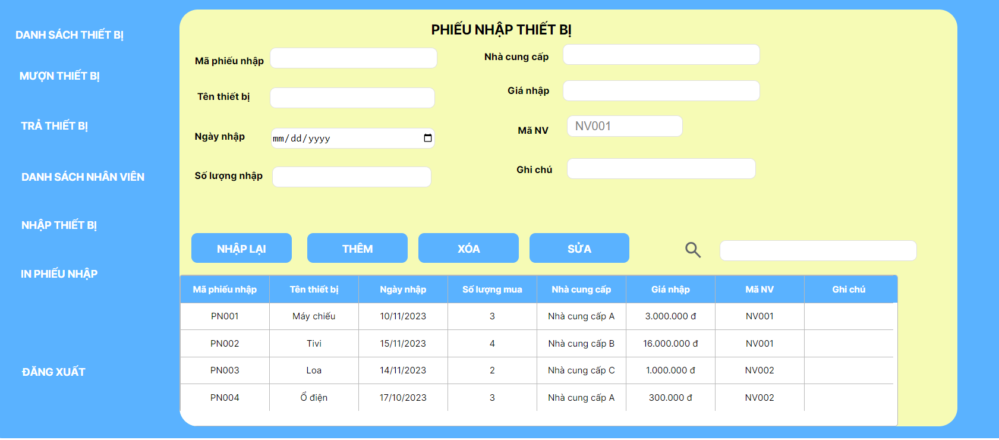 DANH SÁCH THIẾT BỊ
MƯỢN THIẾT BỊ
TRẢ THIẾT BỊ
DANH SÁCH NHÂN VIÊN
NHẬP THIẾT BỊ
IN PHIẾU NHẬP
ĐĂNG XUẤT
PHIẾU NHẬP THIẾT BỊ
Mã phiếu nhập
Nhà cung cấp
Tên thiết bị
Giá nhập
Ngày nhập mm/dd/yyyy
Mã NV NV001
Số lượng nhập
Ghi chú
NHẬP LẠI THÊM XÓA SỬA
Mã phiếu nhập Tên thiết bị Ngày nhập Số lượng mua Nhà cung cấp Giá nhập Mã NV Ghi chú
PN001 Máy chiếu 10/11/2023 3 Nhà cung cấp A 3.000.000 đ NV001
PN002 Tivi 15/11/2023 4 Nhà cung cấp B 16.000.000 đ NV001
PN003 Loa 14/11/2023 2 Nhà cung cấp C 1.000.000 đ NV002
PN004 Ổ điện 17/10/2023 3 Nhà cung cấp A 300.000 đ NV002